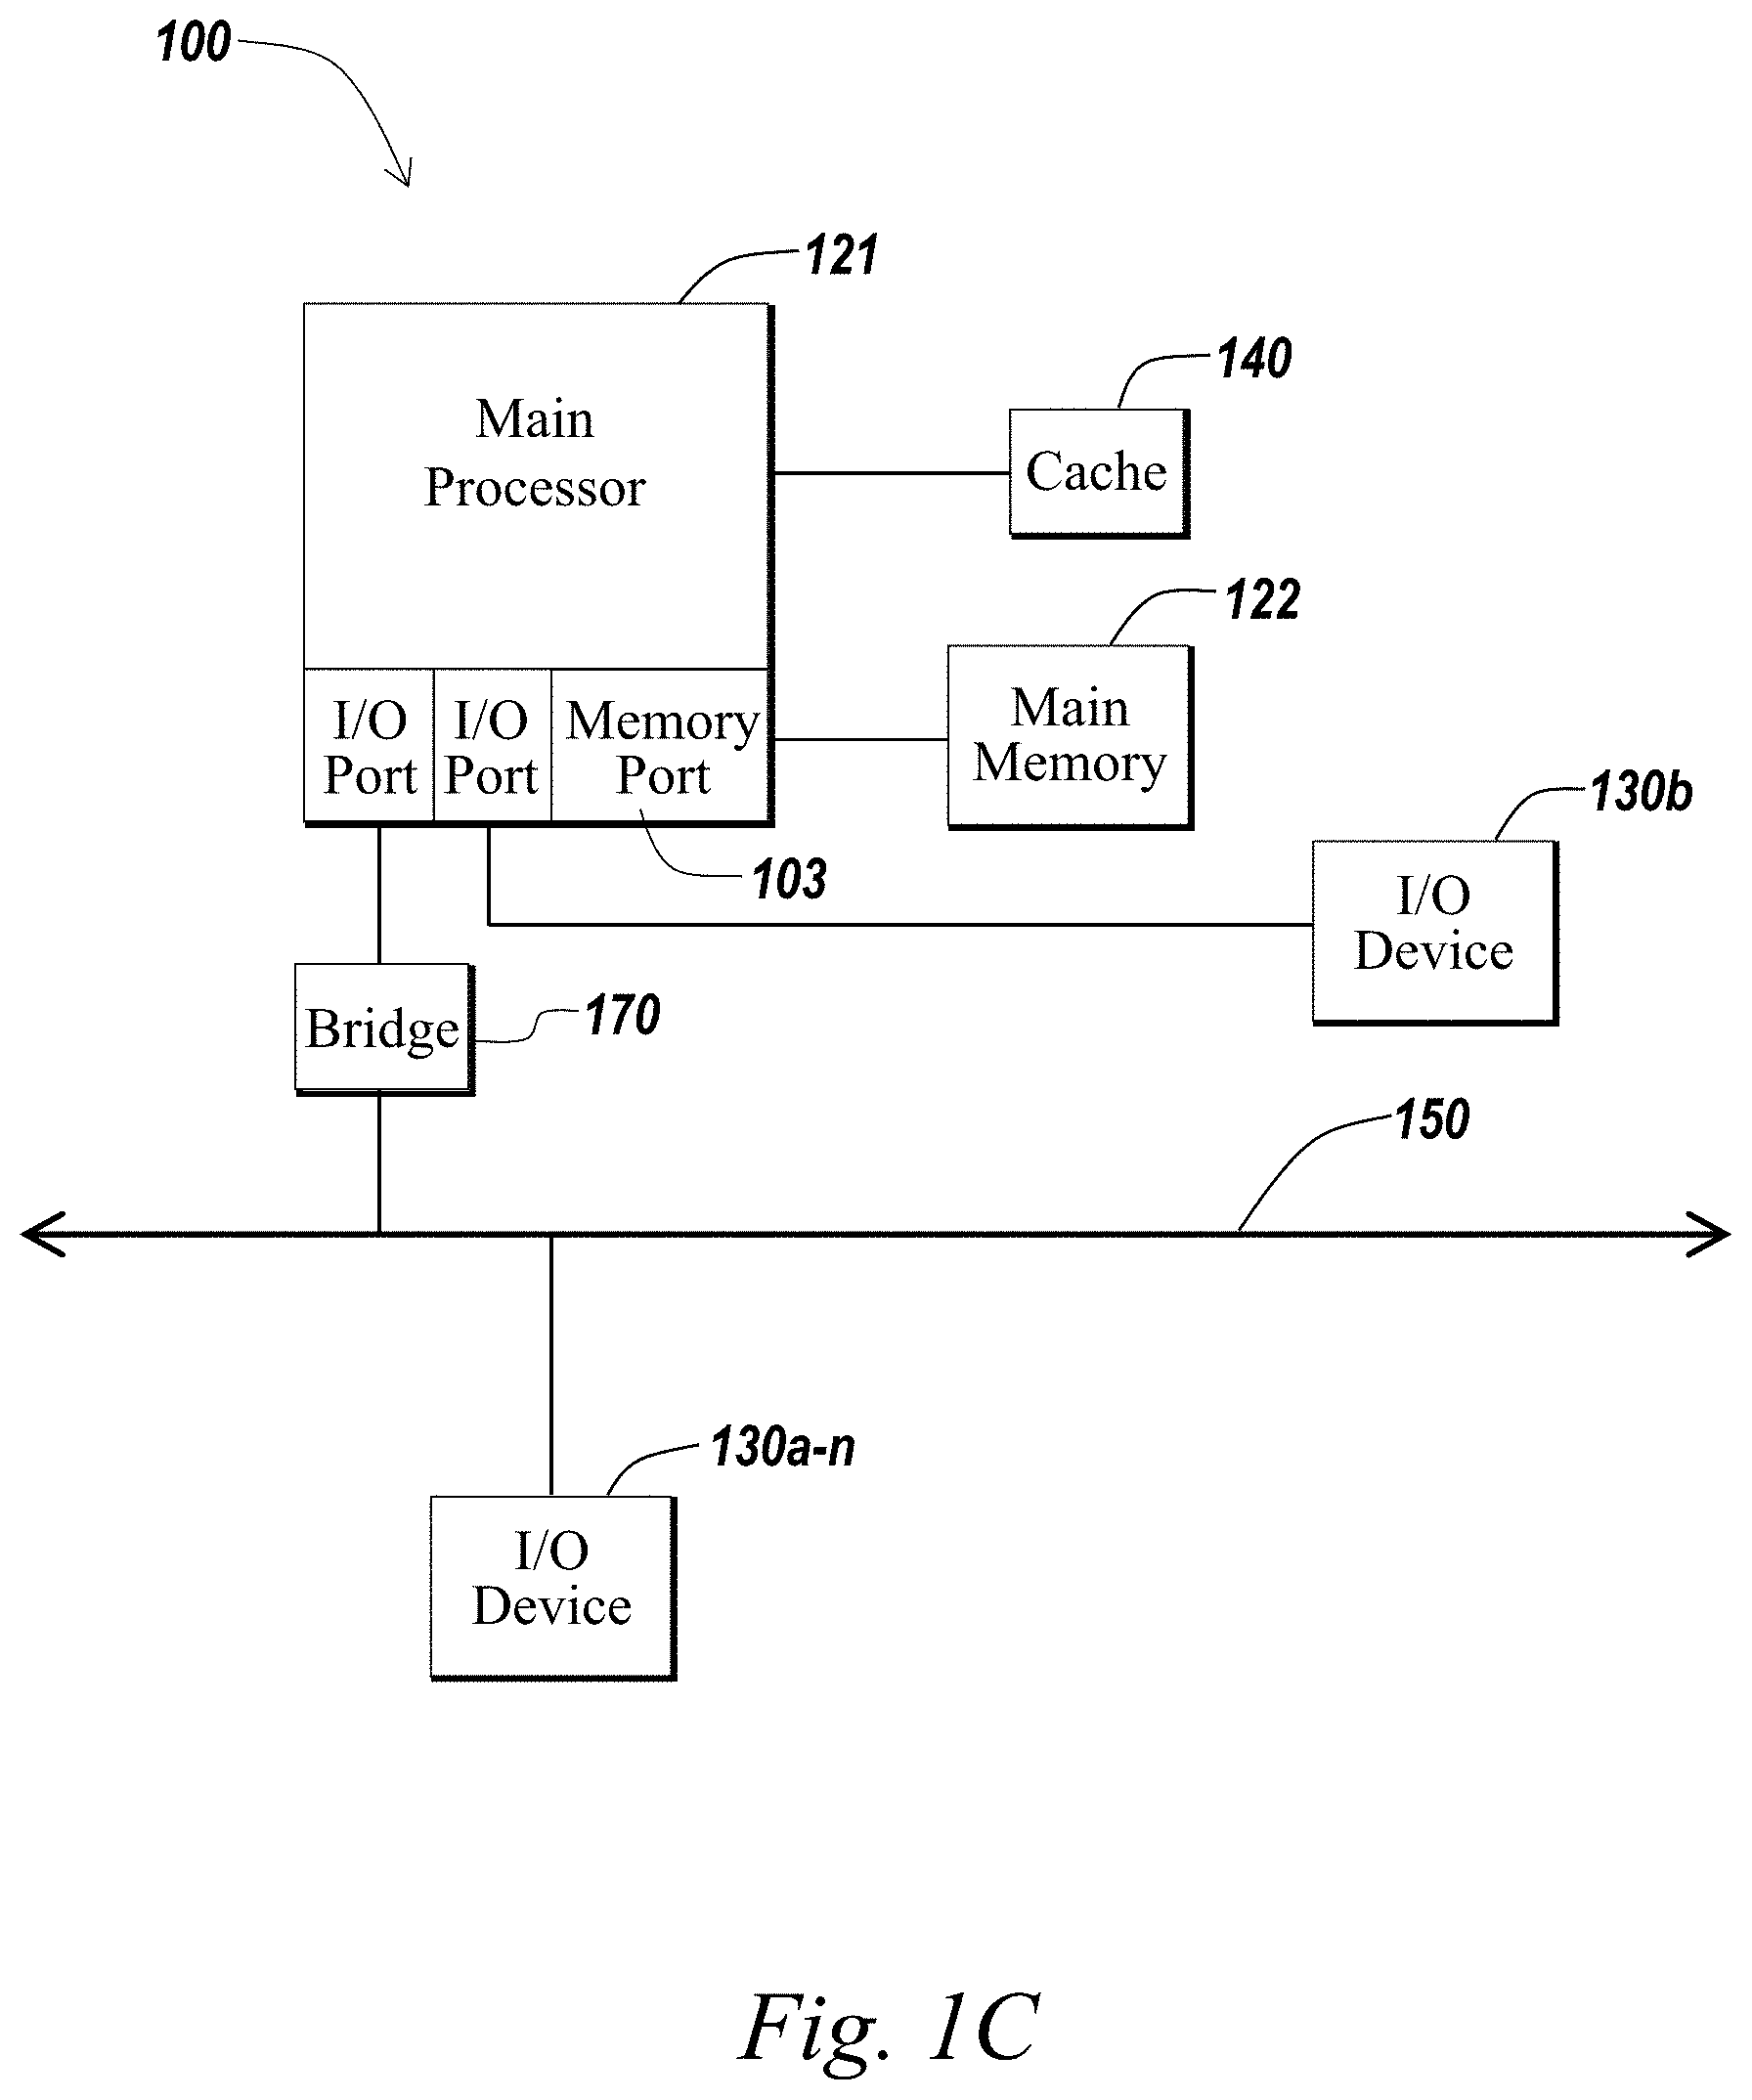 100
121
140
Main
Processor
Cache
122
Main
Memory
I/O
Port
I/O
Port
Memory
Port
103
130b
I/O
Device
Bridge
170
150
130a-n
I/O
Device
Fig. 1C